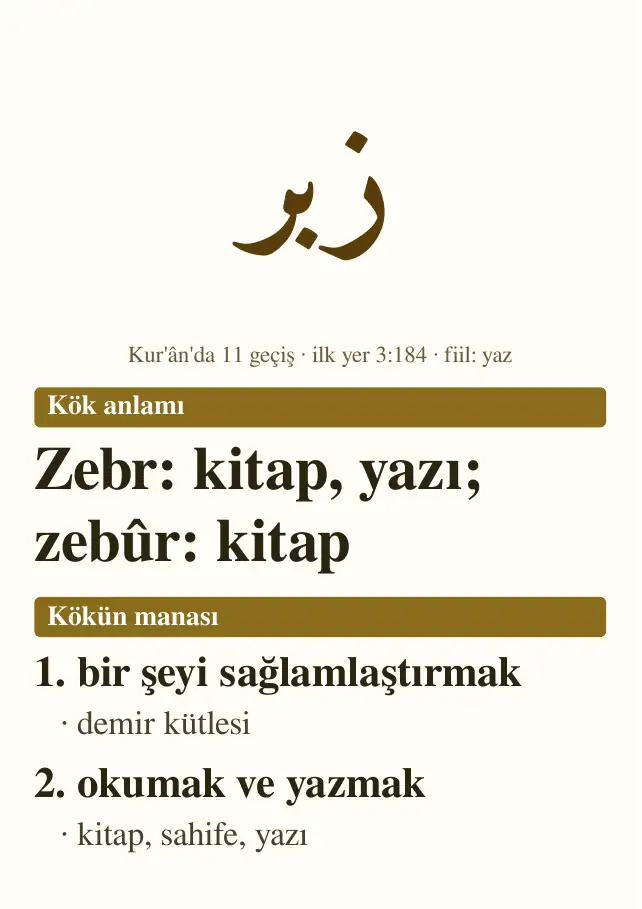 زبر
Kur'ân'da 11 geçiş · ilk yer 3:184 · fiil: yaz
Kök anlamı
Zebr: kitap, yazı;
zebûr: kitap
Kökün manası
1. bir şeyi sağlamlaştırmak
· demir kütlesi
2. okumak ve yazmak
· kitap, sahife, yazı